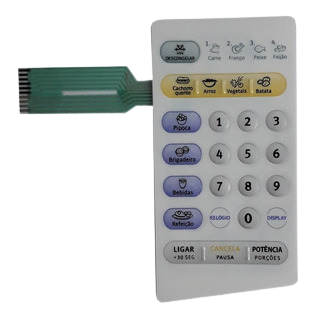 DESCONGELAR
1. 2. 3. 4.
Carne Frango Peixe Feijão
Cachorro quente Arroz Vegetais Batata
Pipoca 1 2 3
Brigadeiro 4 5 6
Bebidas 7 8 9
Refeição RELÓGIO 0 DISPLAY
LIGAR CANCELA POTÊNCIA
+30 SEG PAUSA PORÇÕES